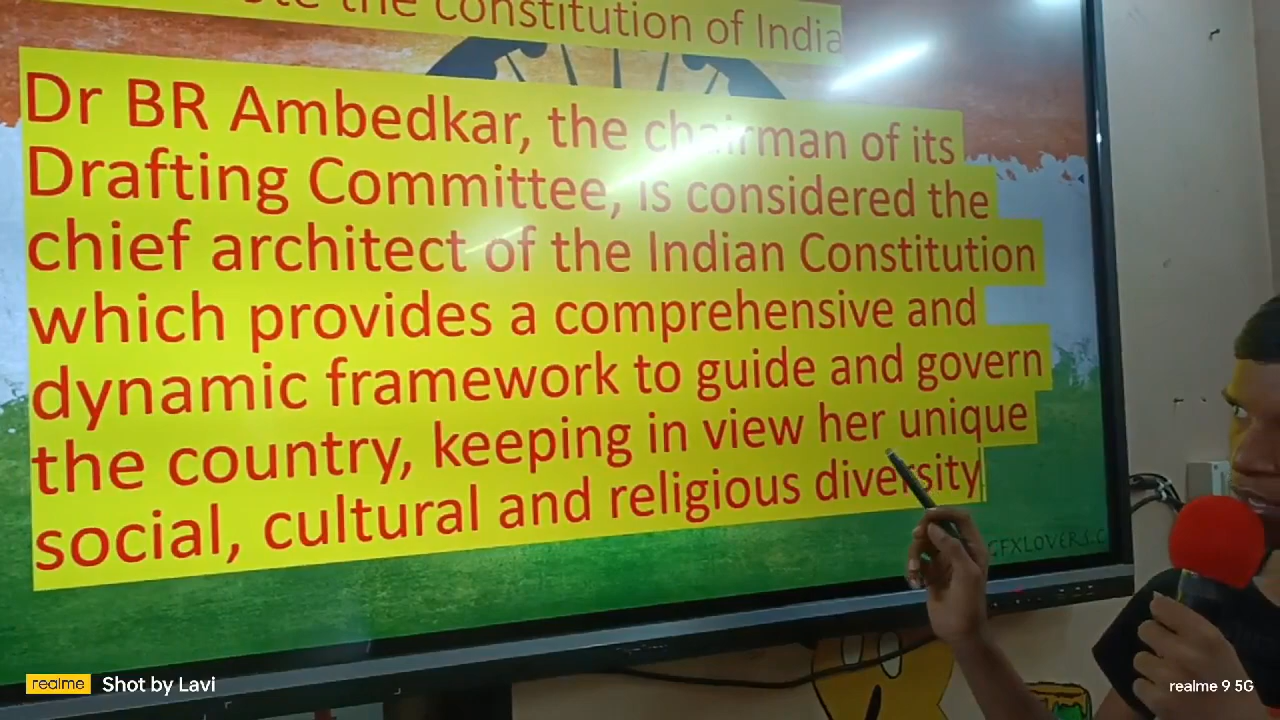 the constitution of India
Dr BR Ambedkar, the chairman of its
Drafting Committee, is considered the
chief architect of the Indian Constitution
which provides a comprehensive and
dynamic framework to guide and govern
the country, keeping in view her unique
social, cultural and religious diversity
GFXLOVERS.C
realme Shot by Lavi
realme 9 5G